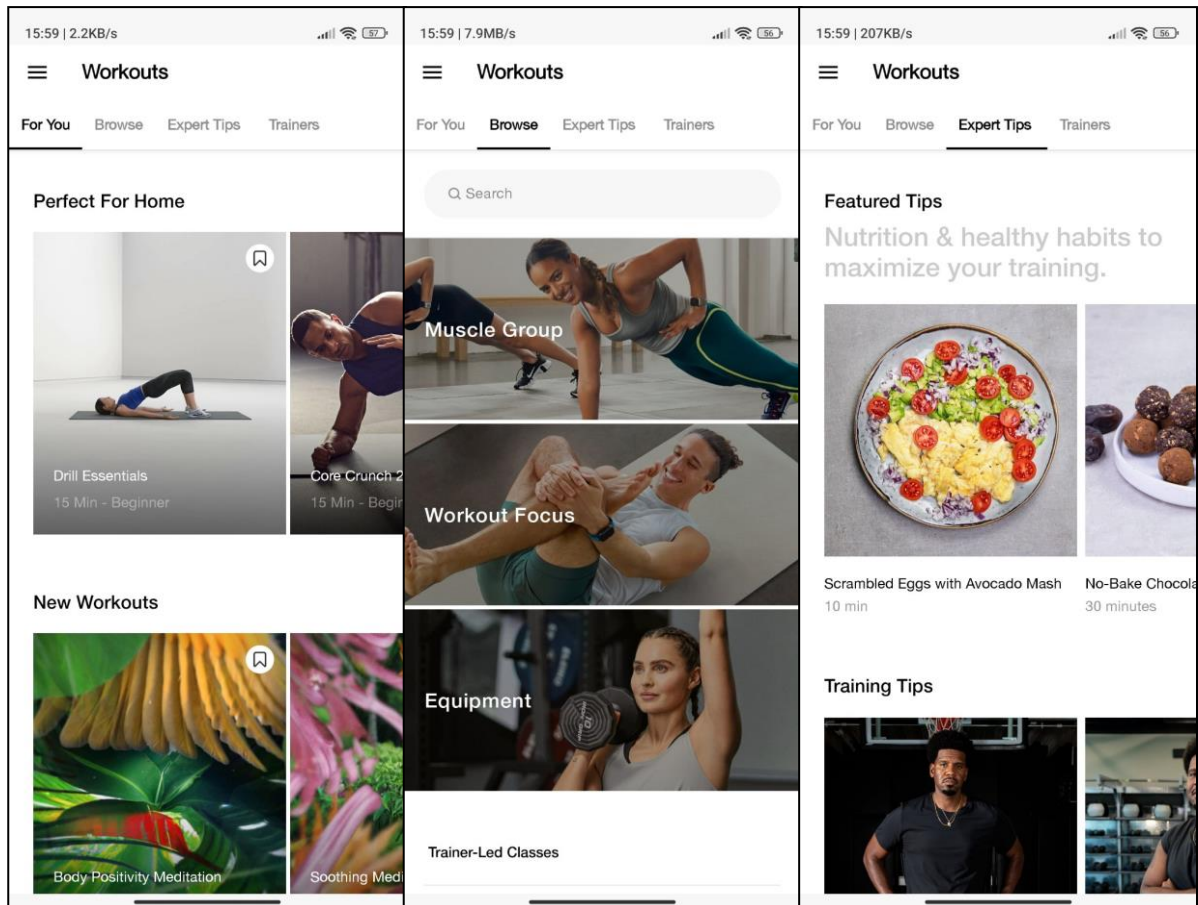 15:59 | 2.2KB/s
57
Workouts
For You Browse Expert Tips Trainers
Perfect For Home
Drill Essentials
15 Min - Beginner
Core Crunch 2
15 Min - Begin
New Workouts
Body Positivity Meditation
Soothing Medi
15:59 | 7.9MB/s
56
Workouts
For You Browse Expert Tips Trainers
Search
Muscle Group
Workout Focus
Equipment
Trainer-Led Classes
15:59 | 207KB/s
56
Workouts
For You Browse Expert Tips Trainers
Featured Tips
Nutrition & healthy habits to
maximize your training.
Scrambled Eggs with Avocado Mash
10 min
No-Bake Chocola
30 minutes
Training Tips